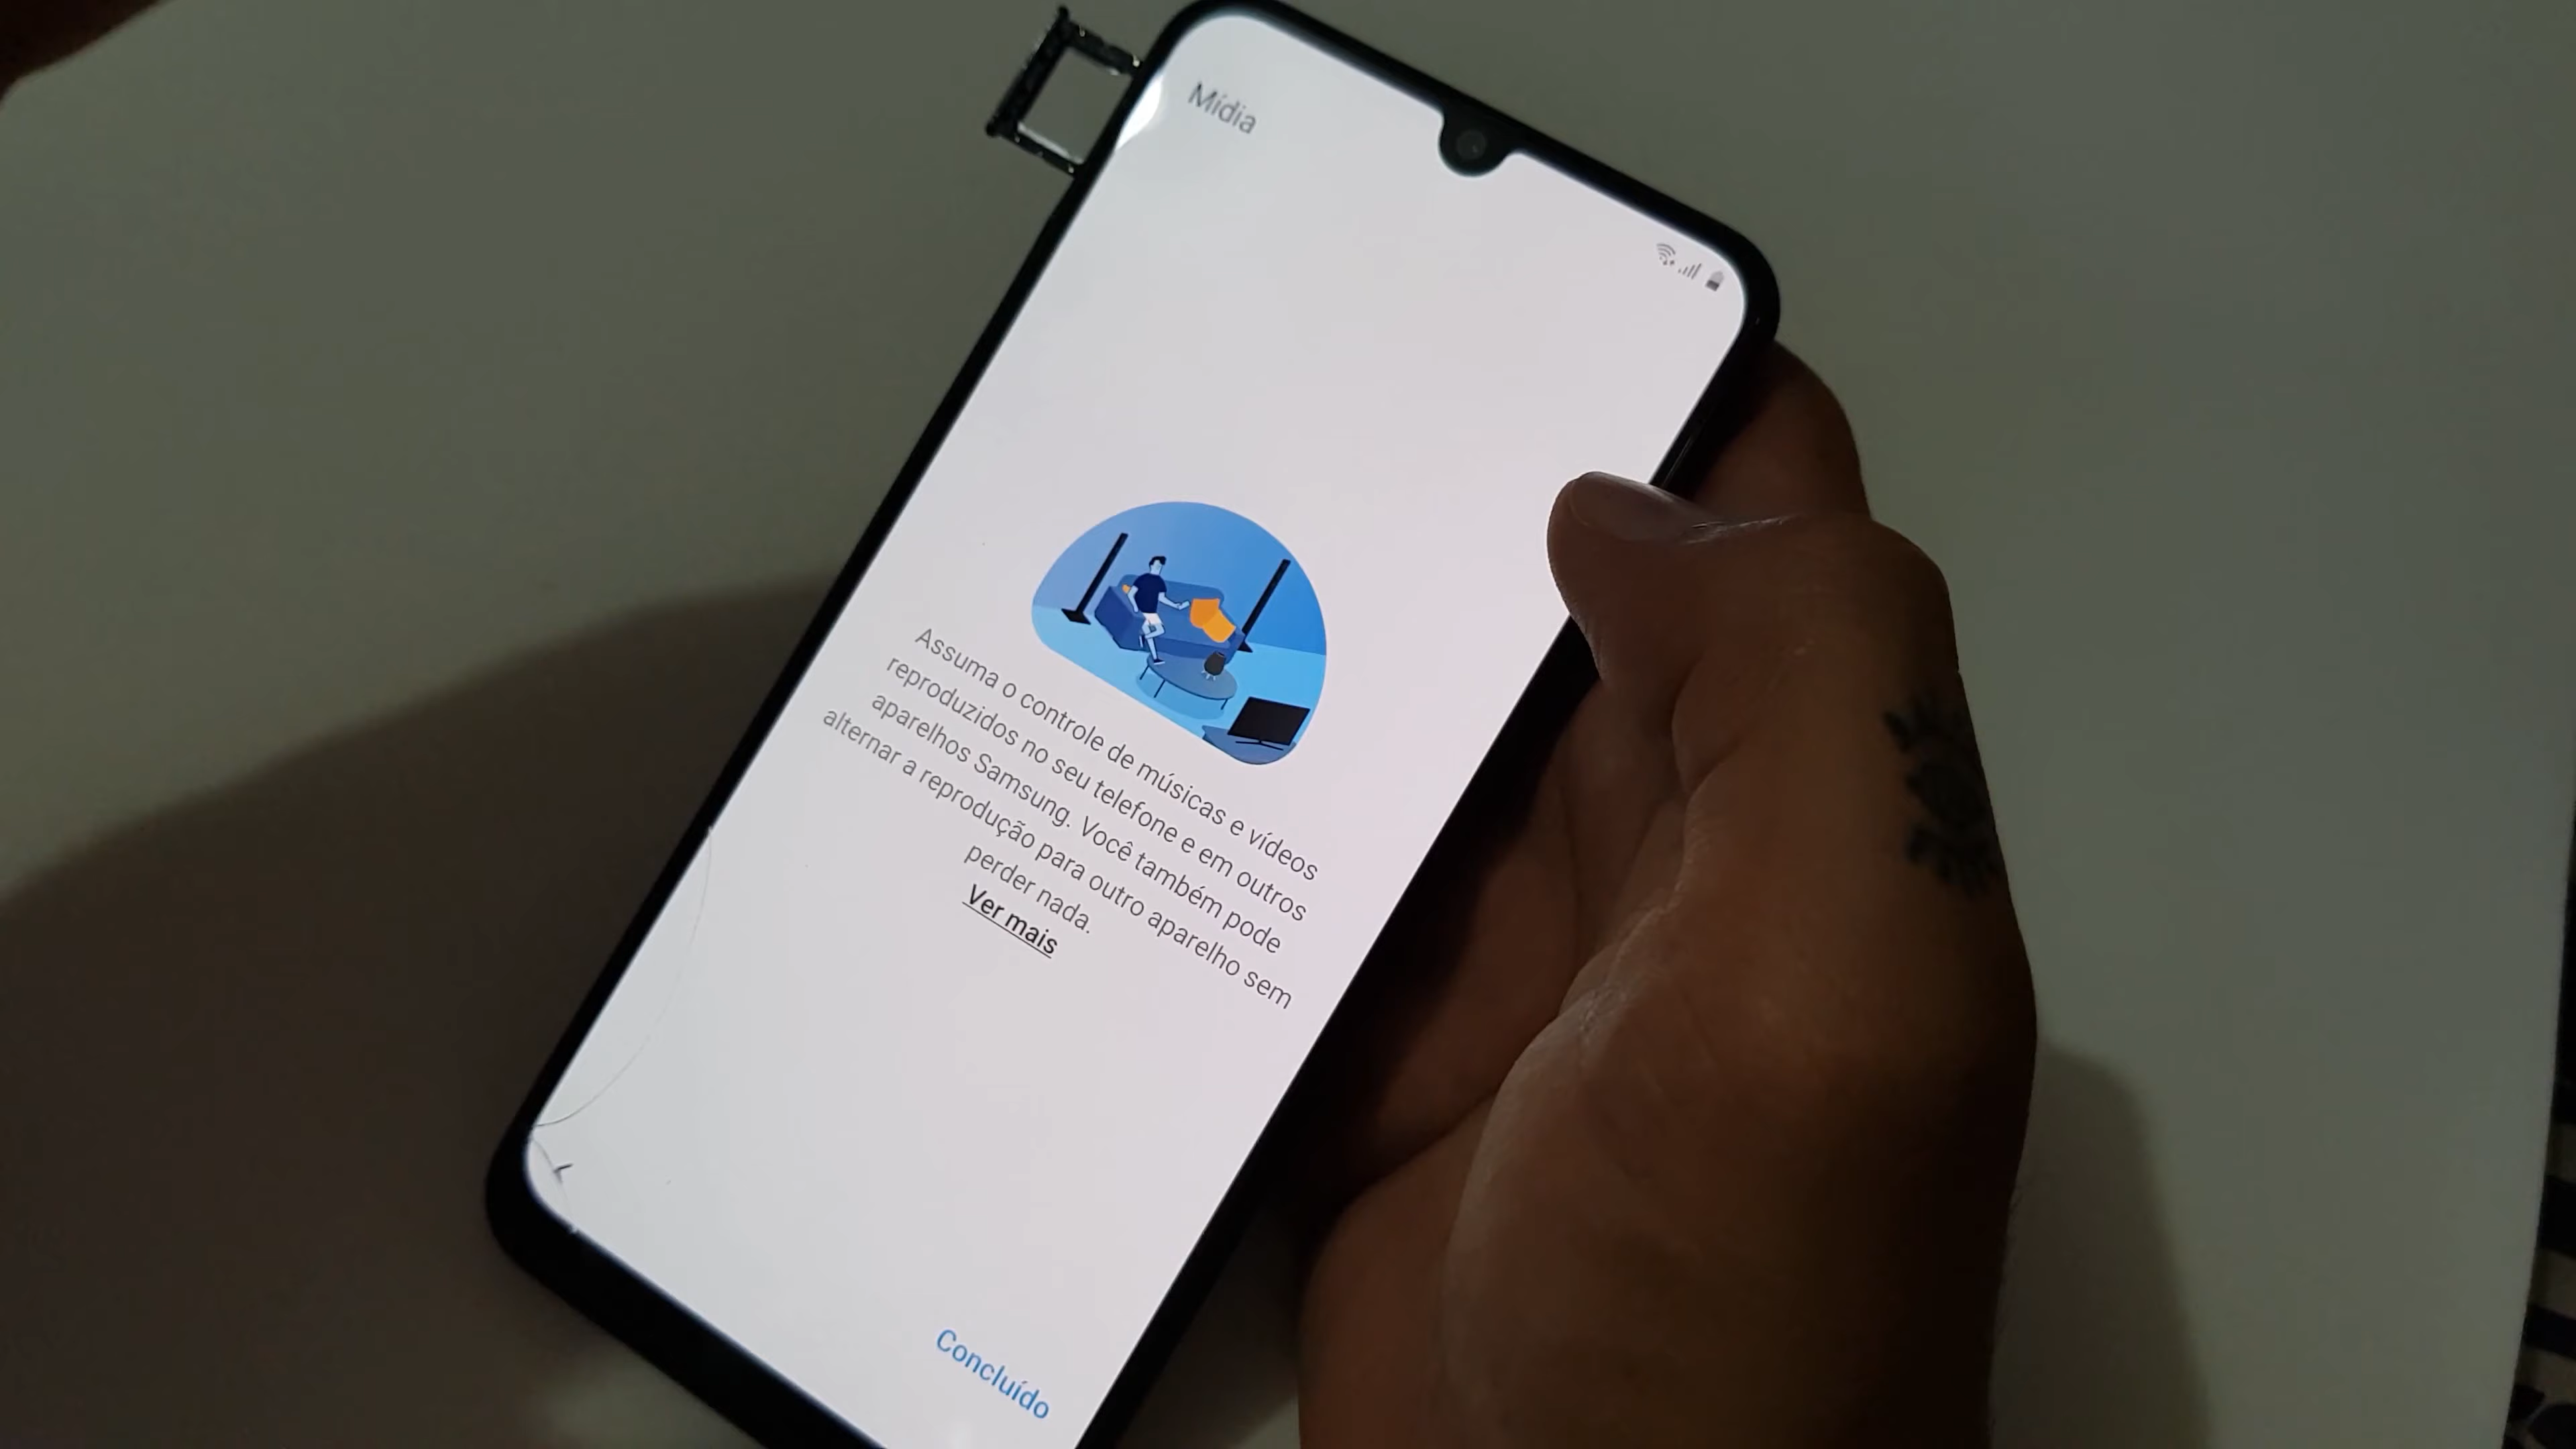 Mídia
Assuma o controle de músicas e vídeos
reproduzidos no seu telefone e em outros
aparelhos Samsung. Você também pode
alternar a reprodução para outro aparelho sem
perder nada.
Ver mais
Concluído